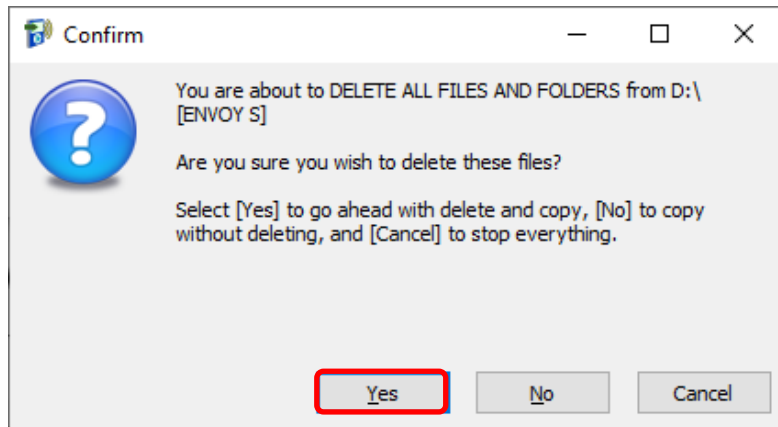 Confirm
You are about to DELETE ALL FILES AND FOLDERS from D:\
[ENVOY S]
Are you sure you wish to delete these files?
Select [Yes] to go ahead with delete and copy, [No] to copy
without deleting, and [Cancel] to stop everything.
Yes No Cancel